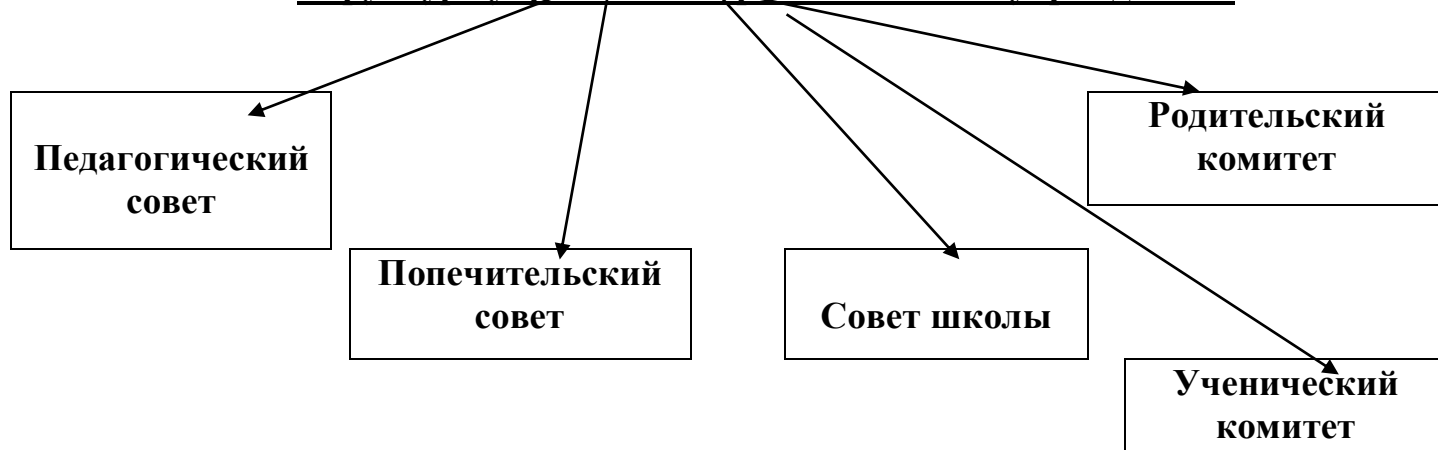 Педагогический
совет
Попечительский
совет
Совет школы
Родительский
комитет
Ученический
комитет